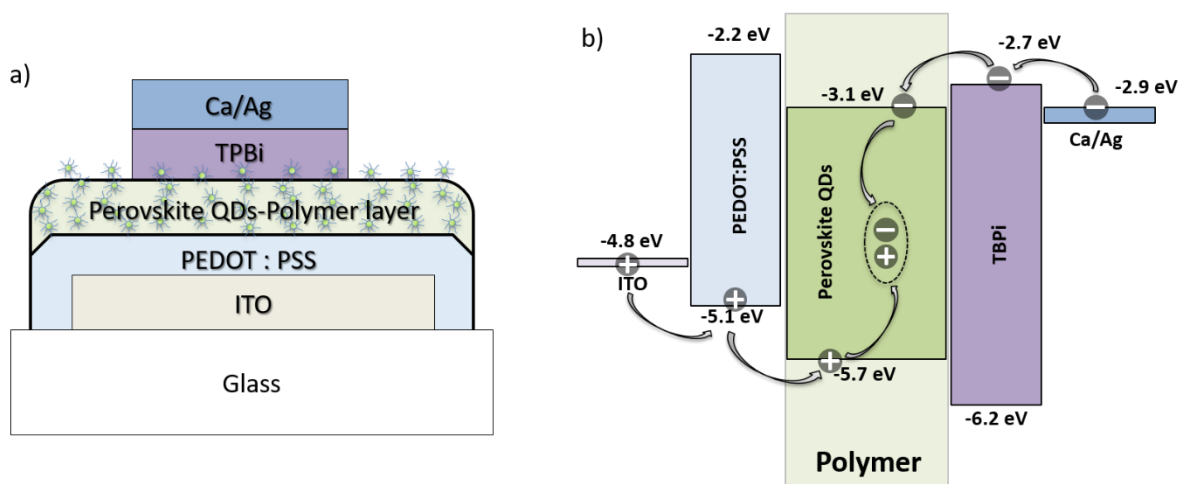 a)
Ca/Ag
TPBi
Perovskite QDs-Polymer layer
PEDOT : PSS
ITO
Glass
b)
-2.2 eV
-2.7 eV
-3.1 eV
-2.9 eV
Ca/Ag
PEDOT:PSS
Perovskite QDs
TBPi
-4.8 eV
ITO
-5.1 eV
-5.7 eV
-6.2 eV
Polymer